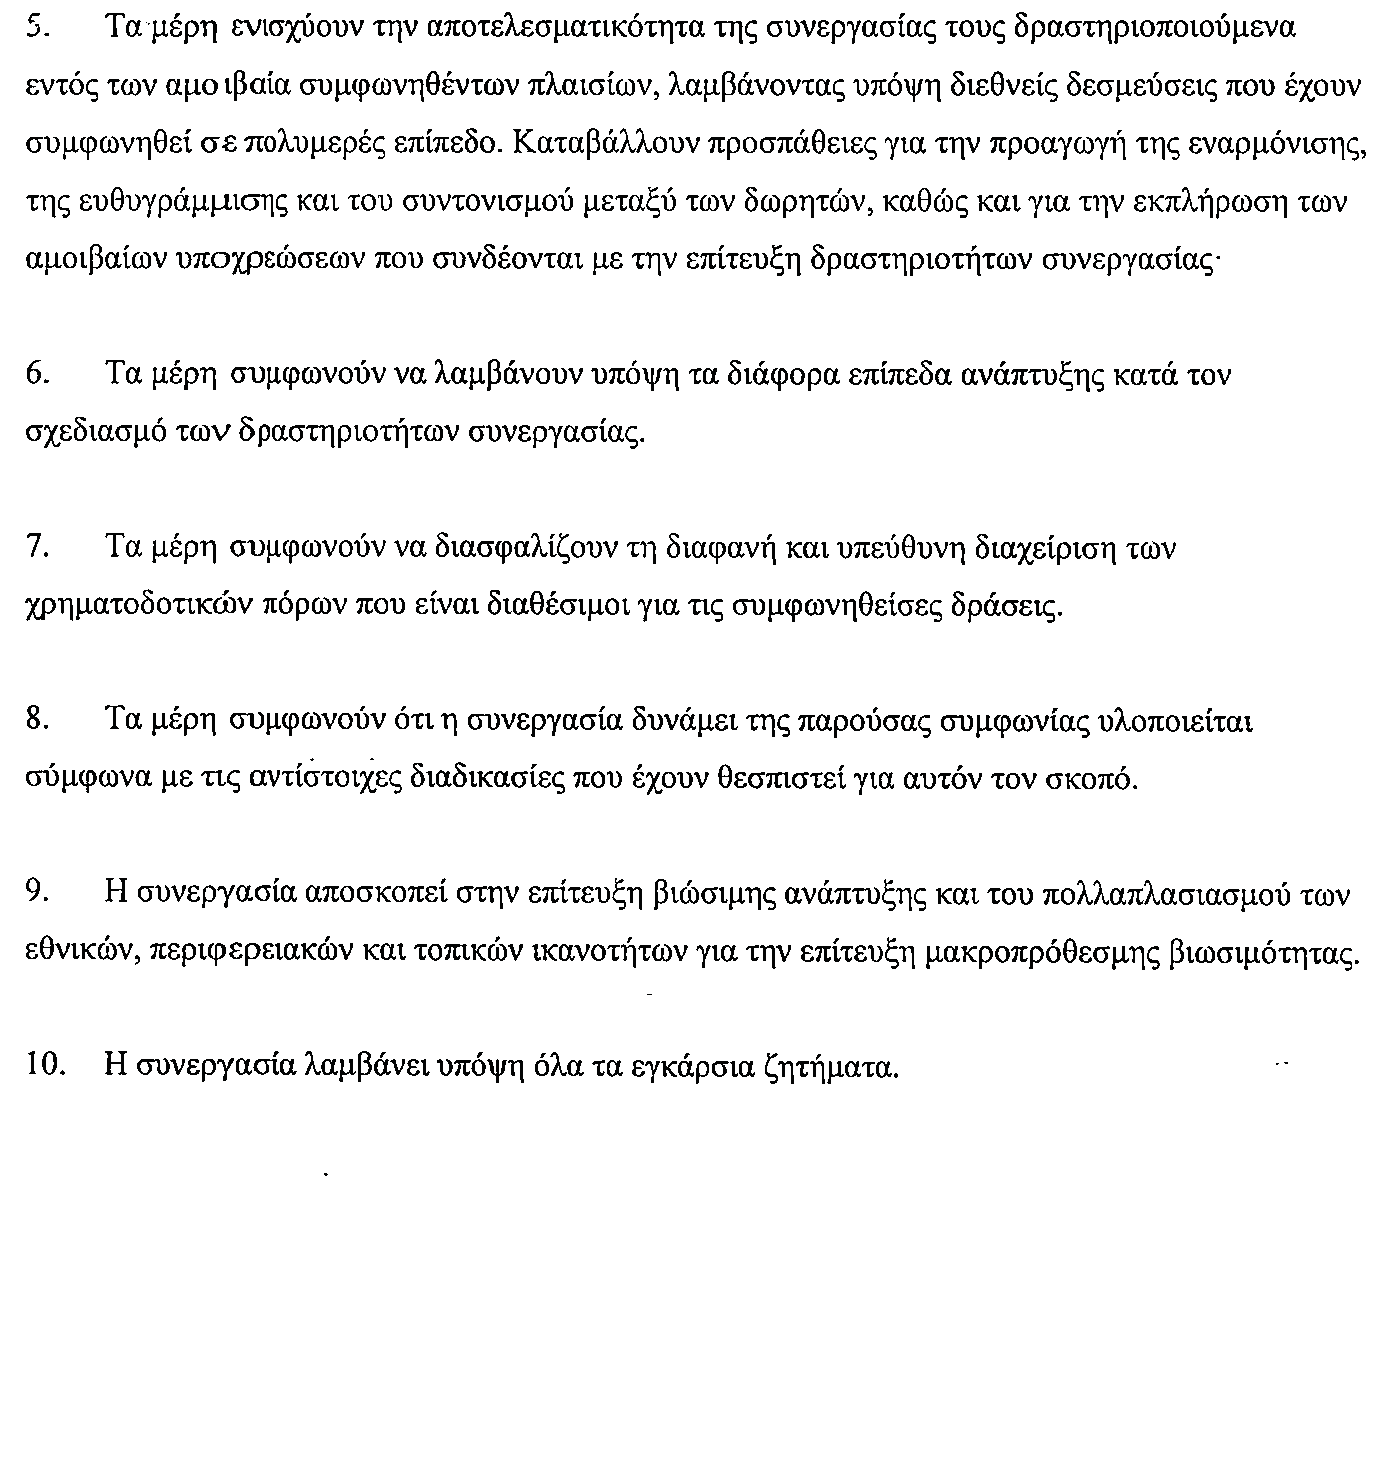 5. Τα μέρη ενισχύουν την αποτελεσματικότητα της συνεργασίας τους δραστηριοποιούμενα
εντός των αμοιβαία συμφωνηθέντων πλαισίων, λαμβάνοντας υπόψη διεθνείς δεσμεύσεις που έχουν
συμφωνηθεί σε πολυμερές επίπεδο. Καταβάλλουν προσπάθειες για την προαγωγή της εναρμόνισης,
της ευθυγράμμισης και του συντονισμού μεταξύ των δωρητών, καθώς και για την εκπλήρωση των
αμοιβαίων υποχρεώσεων που συνδέονται με την επίτευξη δραστηριοτήτων συνεργασίας·
6. Τα μέρη συμφωνούν να λαμβάνουν υπόψη τα διάφορα επίπεδα ανάπτυξης κατά τον
σχεδιασμό των δραστηριοτήτων συνεργασίας.
7. Τα μέρη συμφωνούν να διασφαλίζουν τη διαφανή και υπεύθυνη διαχείριση των
χρηματοδοτικών πόρων που είναι διαθέσιμοι για τις συμφωνηθείσες δράσεις.
8. Τα μέρη συμφωνούν ότι η συνεργασία δυνάμει της παρούσας συμφωνίας υλοποιείται
σύμφωνα με τις αντίστοιχες διαδικασίες που έχουν θεσπιστεί για αυτόν τον σκοπό.
9. Η συνεργασία αποσκοπεί στην επίτευξη βιώσιμης ανάπτυξης και του πολλαπλασιασμού των
εθνικών, περιφερειακών και τοπικών ικανοτήτων για την επίτευξη μακροπρόθεσμης βιωσιμότητας.
10. Η συνεργασία λαμβάνει υπόψη όλα τα εγκάρσια ζητήματα.